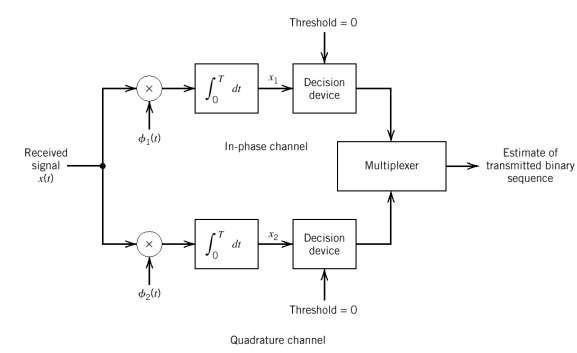 Threshold = 0
×
∫₀ᵀ dt
x₁
Decision
device
ϕ₁(t)
In-phase channel
Received
signal
x(t)
Multiplexer
Estimate of
transmitted binary
sequence
×
∫₀ᵀ dt
x₂
Decision
device
ϕ₂(t)
Threshold = 0
Quadrature channel